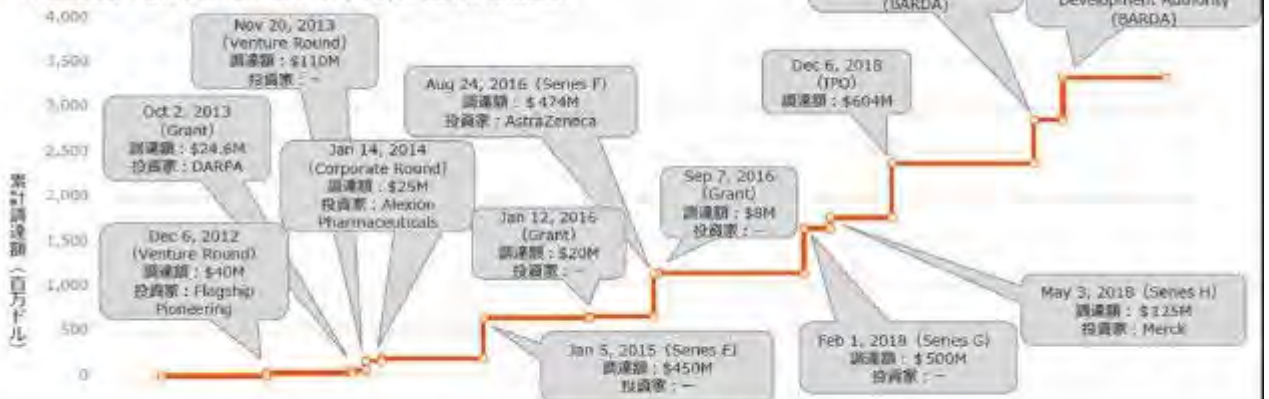 4,000
3,500
3,000
2,500
2,000
1,500
1,000
500
0
累計調達額（百万ドル）
Dec 6, 2012
(Venture Round)
調達額：$40M
投資家：Flagship
Pioneering
Oct 2, 2013
(Grant)
調達額：$24.6M
投資家：DARPA
Nov 20, 2013
(Venture Round)
調達額：$110M
投資家：−
Jan 14, 2014
(Corporate Round)
調達額：$25M
投資家：Alexion
Pharmaceuticals
Jan 5, 2015 (Series E)
調達額：$450M
投資家：−
Jan 12, 2016
(Grant)
調達額：$20M
投資家：−
Aug 24, 2016 (Series F)
調達額：$474M
投資家：AstraZeneca
Sep 7, 2016
(Grant)
調達額：$8M
投資家：−
Feb 1, 2018 (Series G)
調達額：$500M
投資家：−
May 3, 2018 (Series H)
調達額：$125M
投資家：Merck
Dec 6, 2018
(IPO)
調達額：$604M
(BARDA)
Development Authority
(BARDA)